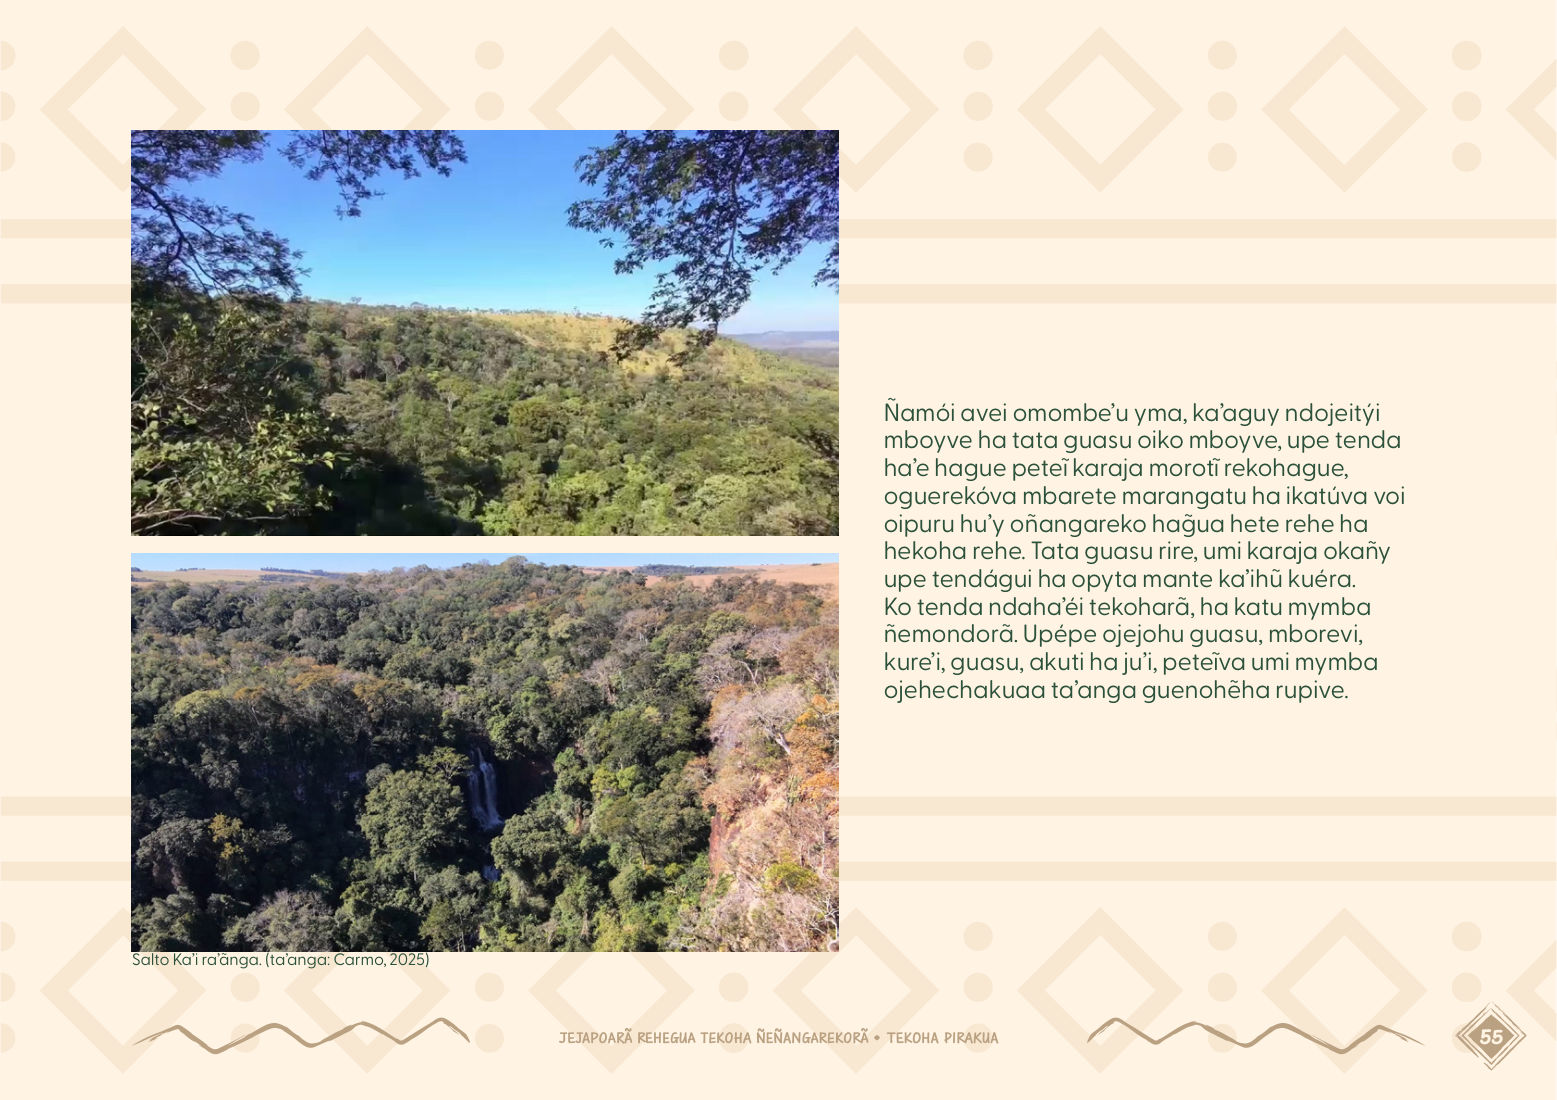 Ñamói avei omombe’u yma, ka’aguy ndojeitýi
mboyve ha tata guasu oiko mboyve, upe tenda
ha’e hague peteĩ karaja morotĩ rekohague,
oguerekóva mbarete marangatu ha ikatúva voi
oipuru hu’y oñangareko hag̃ua hete rehe ha
hekoha rehe. Tata guasu rire, umi karaja okañy
upe tendágui ha opyta mante ka’ihũ kuéra.
Ko tenda ndaha’éi tekoharã, ha katu mymba
ñemondorã. Upépe ojejohu guasu, mborevi,
kure’i, guasu, akuti ha ju’i, peteĩva umi mymba
ojehechakuaa ta’anga guenohẽha rupive.
Salto Ka’i ra’ãnga. (ta’anga: Carmo, 2025)
JEJAPOARÃ REHEGUA TEKOHA ÑEÑANGAREKORÃ • TEKOHA PIRAKUA
55